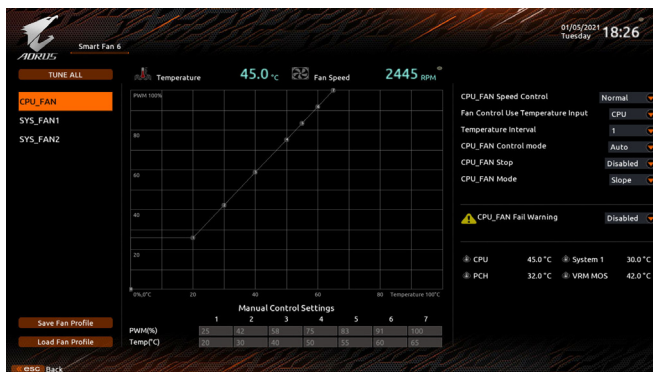 AORUS
Smart Fan 6
01/05/2021
Tuesday
18:26
TUNE ALL
Temperature 45.0 °C Fan Speed 2445 RPM
CPU_FAN
SYS_FAN1
SYS_FAN2
PWM 100%
80
60
40
20
0%,0°C 20 40 60 80 Temperature 100°C
CPU_FAN Speed Control Normal
Fan Control Use Temperature Input CPU
Temperature Interval 1
CPU_FAN Control mode Auto
CPU_FAN Stop Disabled
CPU_FAN Mode Slope
CPU_FAN Fail Warning Disabled
CPU 45.0°C System 1 30.0°C
PCH 32.0°C VRM MOS 42.0°C
Manual Control Settings
1 2 3 4 5 6 7
PWM(%) 25 42 58 75 83 91 100
Temp(°C) 20 30 40 50 55 60 65
Save Fan Profile
Load Fan Profile
esc Back